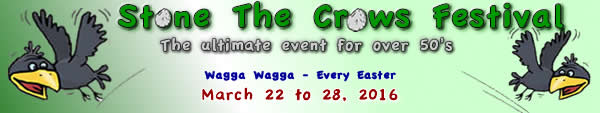 Stone The Crows Festival
The ultimate event for over 50's
Wagga Wagga - Every Easter
March 22 to 28, 2016